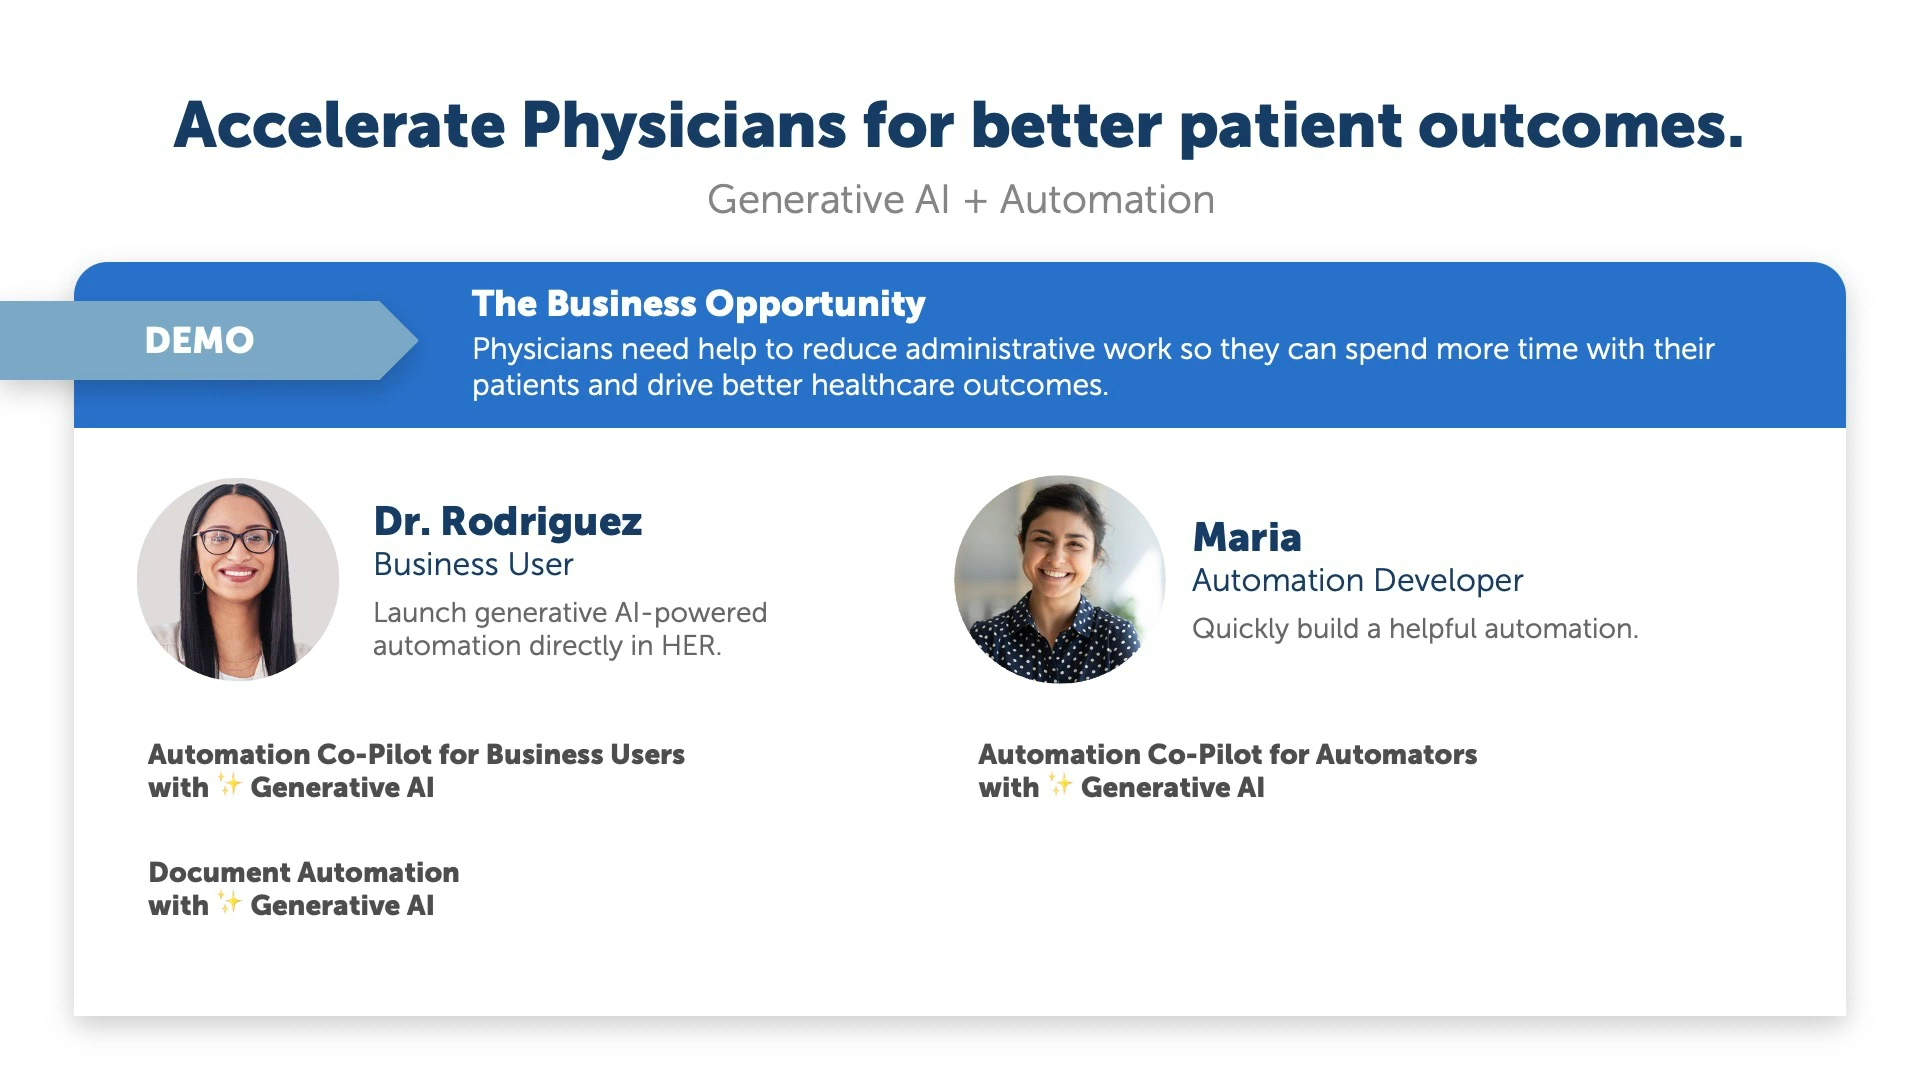 Accelerate Physicians for better patient outcomes.
Generative AI + Automation
DEMO
The Business Opportunity
Physicians need help to reduce administrative work so they can spend more time with their
patients and drive better healthcare outcomes.
Dr. Rodriguez
Business User
Launch generative AI-powered
automation directly in HER.
Maria
Automation Developer
Quickly build a helpful automation.
Automation Co-Pilot for Business Users
with ✨ Generative AI
Document Automation
with ✨ Generative AI
Automation Co-Pilot for Automators
with ✨ Generative AI